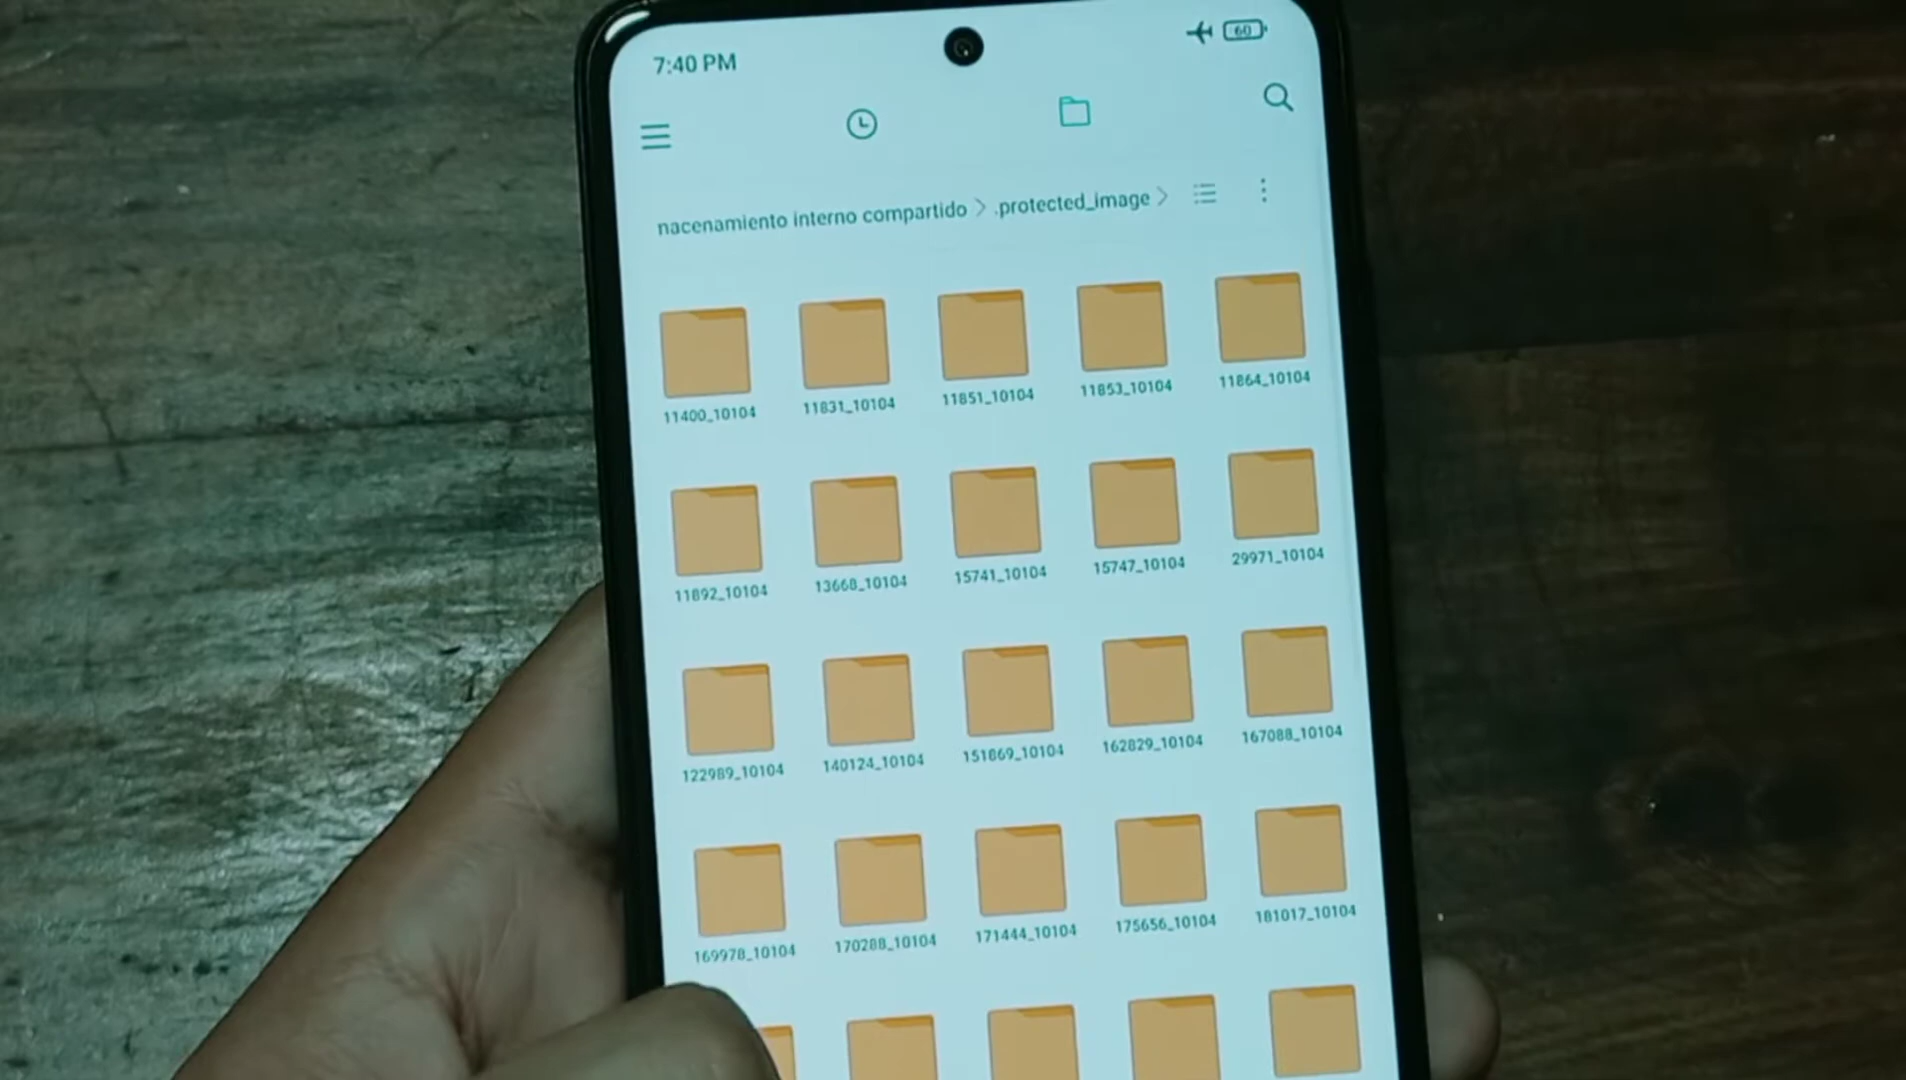 7:40 PM
60
nacenamiento interno compartido > .protected_image >
11400_10104 11831_10104 11851_10104 11853_10104 11864_10104
11892_10104 13668_10104 15741_10104 15747_10104 29971_10104
122989_10104 140124_10104 151869_10104 162829_10104 167088_10104
169978_10104 170288_10104 171444_10104 175656_10104 181017_10104